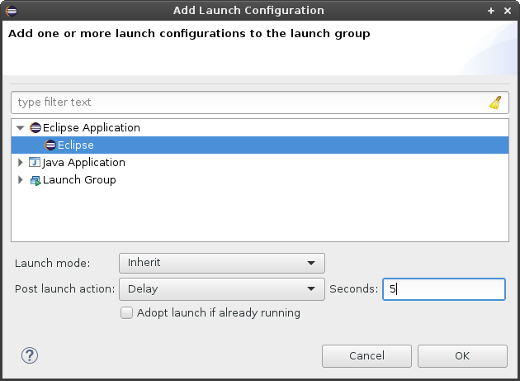 Add Launch Configuration
Add one or more launch configurations to the launch group
type filter text
Eclipse Application
Eclipse
Java Application
Launch Group
Launch mode: Inherit
Post launch action: Delay Seconds: 5
Adopt launch if already running
Cancel OK